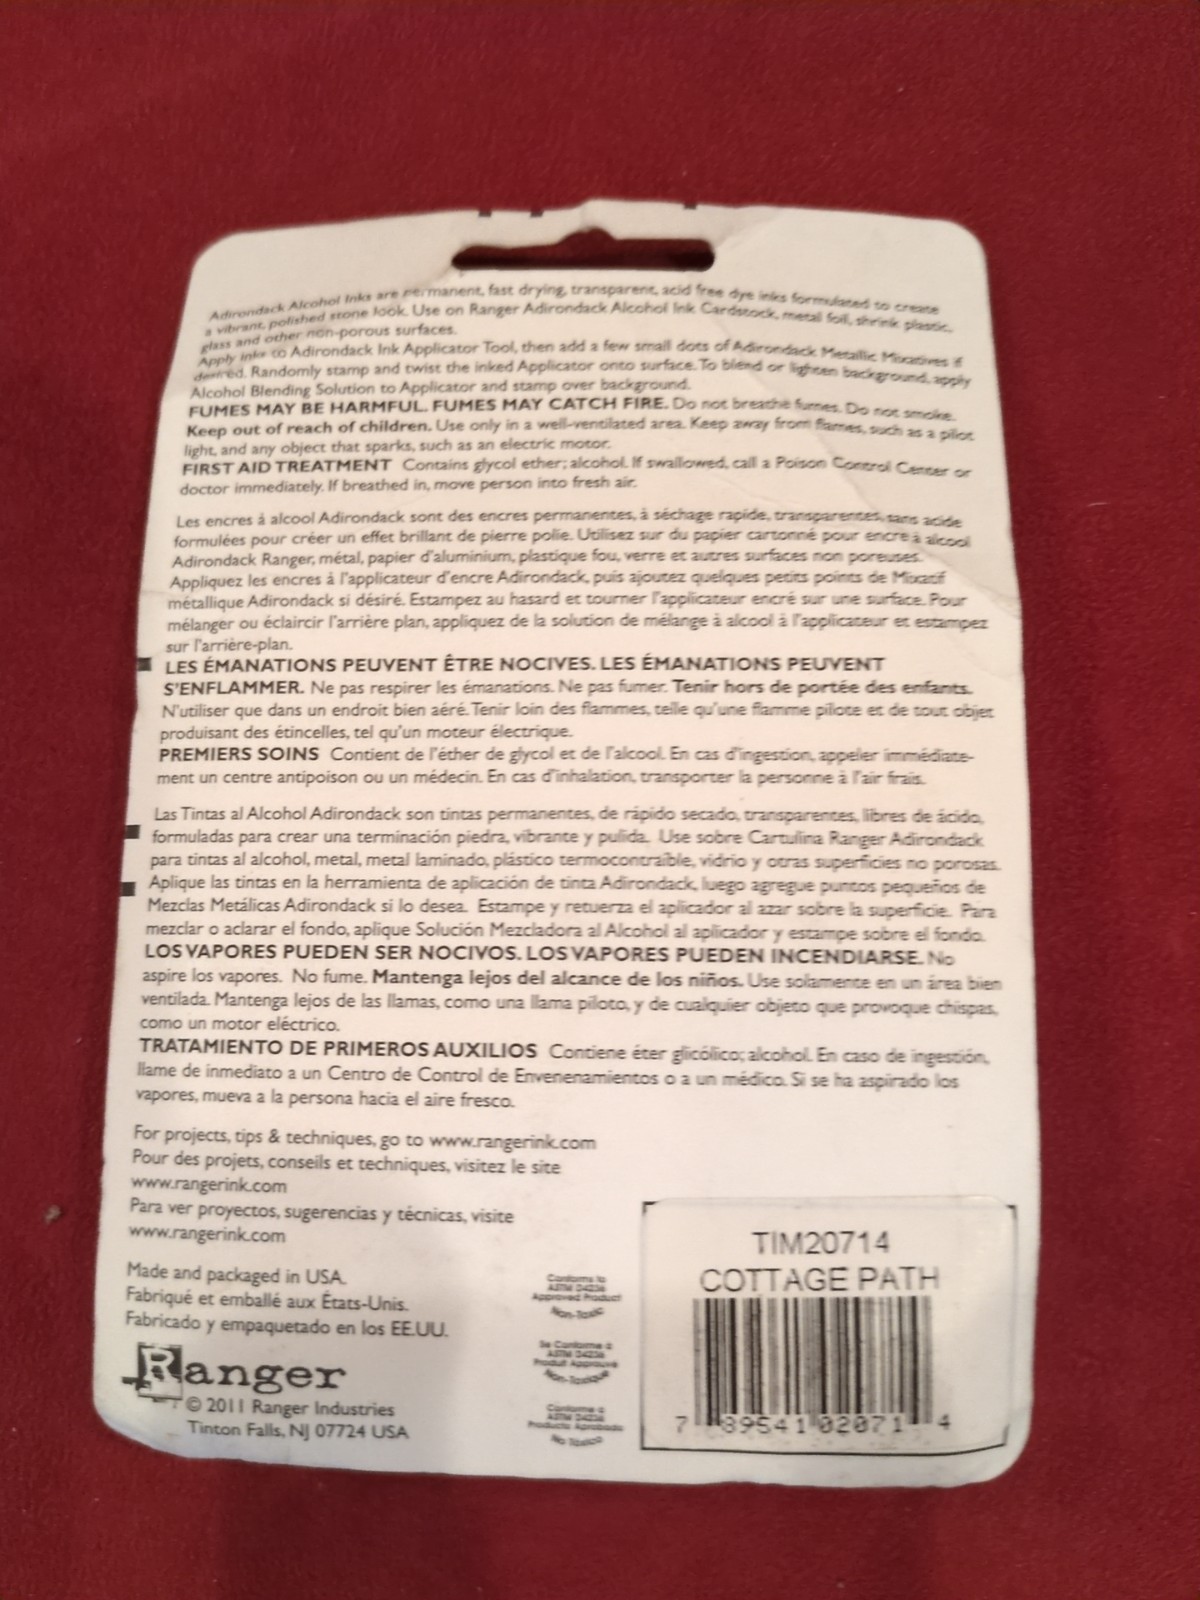 Adirondack Alcohol Inks are permanent, fast drying, transparent, acid free dye inks formulated to create
a vibrant, polished stone look. Use on Ranger Adirondack Alcohol Ink Cardstock, metal foil, shrink plastic,
glass and other non-porous surfaces.
Apply inks to Adirondack Ink Applicator Tool, then add a few small dots of Adirondack Metallic Mixatives if
desired. Randomly stamp and twist the inked Applicator onto surface. To blend or lighten background, apply
Alcohol Blending Solution to Applicator and stamp over background.
FUMES MAY BE HARMFUL. FUMES MAY CATCH FIRE. Do not breathe fumes. Do not smoke.
Keep out of reach of children. Use only in a well-ventilated area. Keep away from flames, such as a pilot
light, and any object that sparks, such as an electric motor.
FIRST AID TREATMENT Contains glycol ether; alcohol. If swallowed, call a Poison Control Center or
doctor immediately. If breathed in, move person into fresh air.
Les encres á alcool Adirondack sont des encres permanentes, à séchage rapide, transparentes, sans acide
formulées pour créer un effet brillant de pierre polie. Utilisez sur du papier cartonné pour encre à alcool
Adirondack Ranger, métal, papier d'aluminium, plastique fou, verre et autres surfaces non poreuses.
Appliquez les encres á l'applicateur d'encre Adirondack, puis ajoutez quelques petits points de Mixatif
métallique Adirondack si désiré. Estampez au hasard et tourner l'applicateur encré sur une surface. Pour
mélanger ou éclaircir l'arrière plan, appliquez de la solution de mélange à alcool à l'applicateur et estampez
sur l'arrière-plan.
LES ÉMANATIONS PEUVENT ÊTRE NOCIVES. LES ÉMANATIONS PEUVENT
S'ENFLAMMER. Ne pas respirer les émanations. Ne pas fumer. Tenir hors de portée des enfants.
N'utiliser que dans un endroit bien aéré. Tenir loin des flammes, telle qu'une flamme pilote et de tout objet
produisant des étincelles, tel qu'un moteur électrique.
PREMIERS SOINS Contient de l'éther de glycol et de l'alcool. En cas d'ingestion, appeler immédiate-
ment un centre antipoison ou un médecin. En cas d'inhalation, transporter la personne à l'air frais.
Las Tintas al Alcohol Adirondack son tintas permanentes, de rápido secado, transparentes, libres de ácido,
formuladas para crear una terminación piedra, vibrante y pulida. Use sobre Cartulina Ranger Adirondack
para tintas al alcohol, metal, metal laminado, plástico termocontraíble, vidrio y otras superficies no porosas.
Aplique las tintas en la herramienta de aplicación de tinta Adirondack, luego agregue puntos pequeños de
Mezclas Metálicas Adirondack si lo desea. Estampe y retuerza el aplicador al azar sobre la superficie. Para
mezclar o aclarar el fondo, aplique Solución Mezcladora al Alcohol al aplicador y estampe sobre el fondo.
LOS VAPORES PUEDEN SER NOCIVOS. LOS VAPORES PUEDEN INCENDIARSE. No
aspire los vapores. No fume. Mantenga lejos del alcance de los niños. Use solamente en un área bien
ventilada. Mantenga lejos de las llamas, como una llama piloto, y de cualquier objeto que provoque chispas,
como un motor eléctrico.
TRATAMIENTO DE PRIMEROS AUXILIOS Contiene éter glicólico; alcohol. En caso de ingestión,
llame de inmediato a un Centro de Control de Envenenamientos o a un médico. Si se ha aspirado los
vapores, mueva a la persona hacia el aire fresco.
For projects, tips & techniques, go to www.rangerink.com
Pour des projets, conseils et techniques, visitez le site
www.rangerink.com
Para ver proyectos, sugerencias y técnicas, visite
www.rangerink.com
Made and packaged in USA.
Fabriqué et emballé aux États-Unis.
Fabricado y empaquetado en los EE.UU.
Ranger
© 2011 Ranger Industries
Tinton Falls, NJ 07724 USA
Conforms to
ASTM D4236
Approved Product
Non-Toxic
Se Conforme à
ASTM D4236
Produit Approuvé
Non-Toxique
Conforme a
ASTM D4236
Producto Aprobado
No Tóxico
TIM20714
COTTAGE PATH
7 89541 02071 4